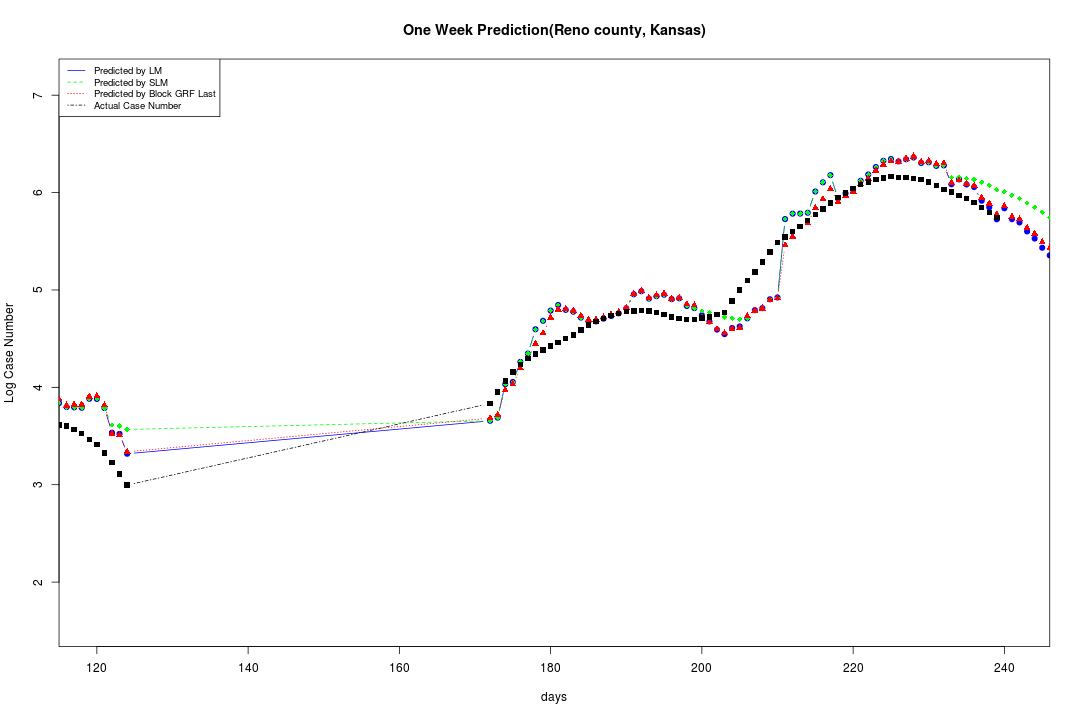 One Week Prediction(Reno county, Kansas)
Predicted by LM
Predicted by SLM
Predicted by Block GRF Last
Actual Case Number
Log Case Number
7
6
5
4
3
2
120 140 160 180 200 220 240
days